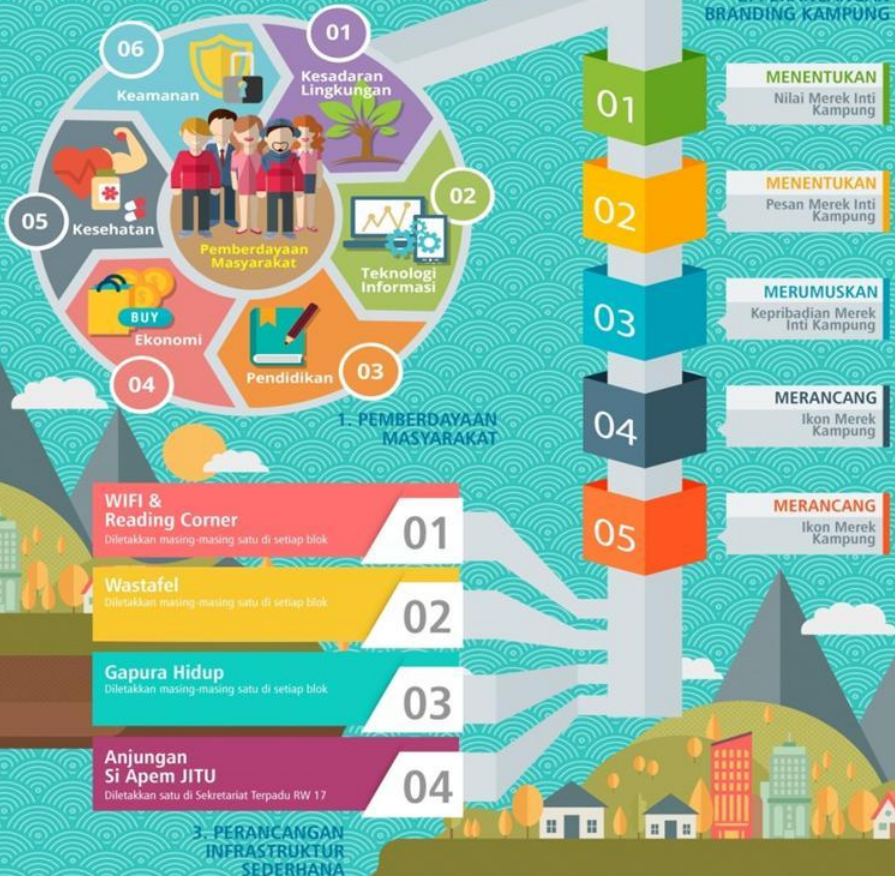 01
Kesadaran
Lingkungan
02
Teknologi
Informasi
03
Pendidikan
04
BUY
Ekonomi
05
Kesehatan
06
Keamanan
Pemberdayaan
Masyarakat
1. PEMBERDAYAAN
MASYARAKAT
BRANDING KAMPUNG
01
MENENTUKAN
Nilai Merek Inti
Kampung
02
MENENTUKAN
Pesan Merek Inti
Kampung
03
MERUMUSKAN
Kepribadian Merek
Inti Kampung
04
MERANCANG
Ikon Merek
Kampung
05
MERANCANG
Ikon Merek
Kampung
WIFI &
Reading Corner
Diletakkan masing-masing satu di setiap blok
01
Wastafel
Diletakkan masing-masing satu di setiap blok
02
Gapura Hidup
Diletakkan masing-masing satu di setiap blok
03
Anjungan
Si Apem JITU
Diletakkan satu di Sekretariat Terpadu RW 17
04
3. PERANCANGAN
INFRASTRUKTUR
SEDERHANA